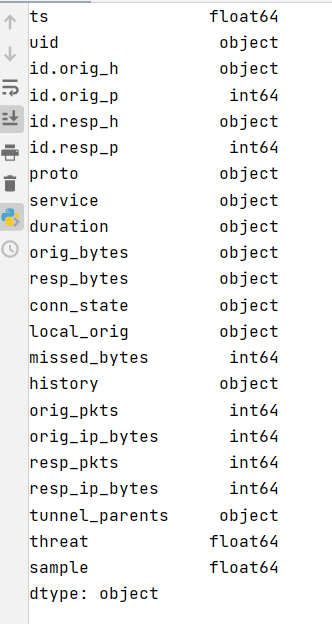 ts float64
uid object
id.orig_h object
id.orig_p int64
id.resp_h object
id.resp_p int64
proto object
service object
duration object
orig_bytes object
resp_bytes object
conn_state object
local_orig object
missed_bytes int64
history object
orig_pkts int64
orig_ip_bytes int64
resp_pkts int64
resp_ip_bytes int64
tunnel_parents object
threat float64
sample float64
dtype: object